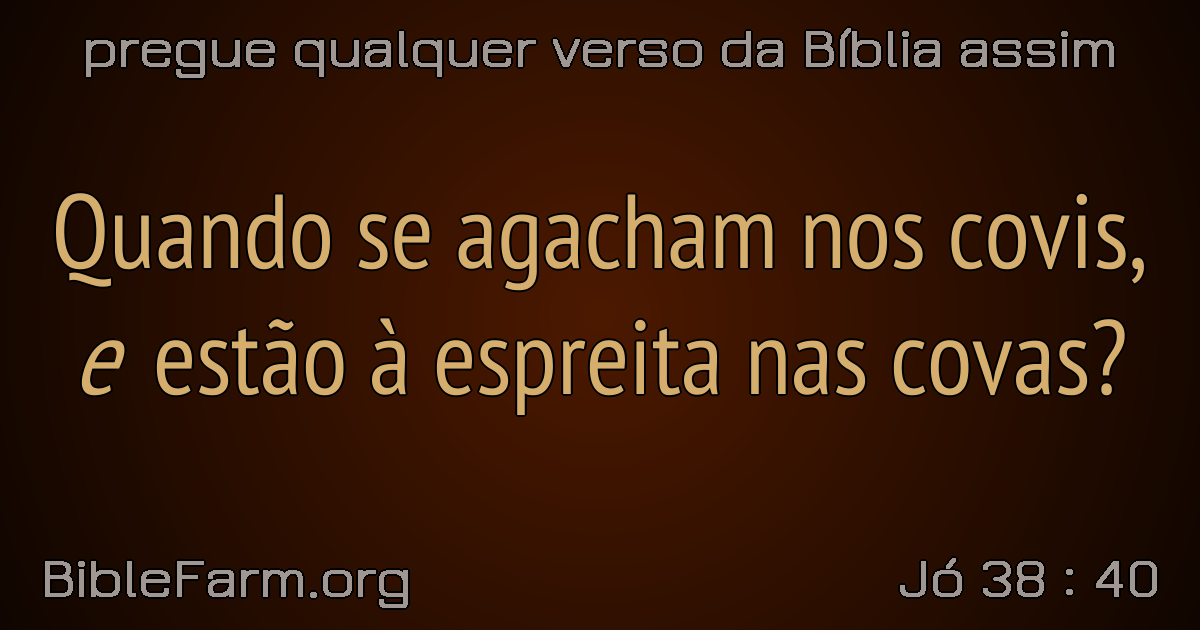 pregue qualquer verso da Bíblia assim
Quando se agacham nos covis,
e estão à espreita nas covas?
BibleFarm.org
Jó 38 : 40